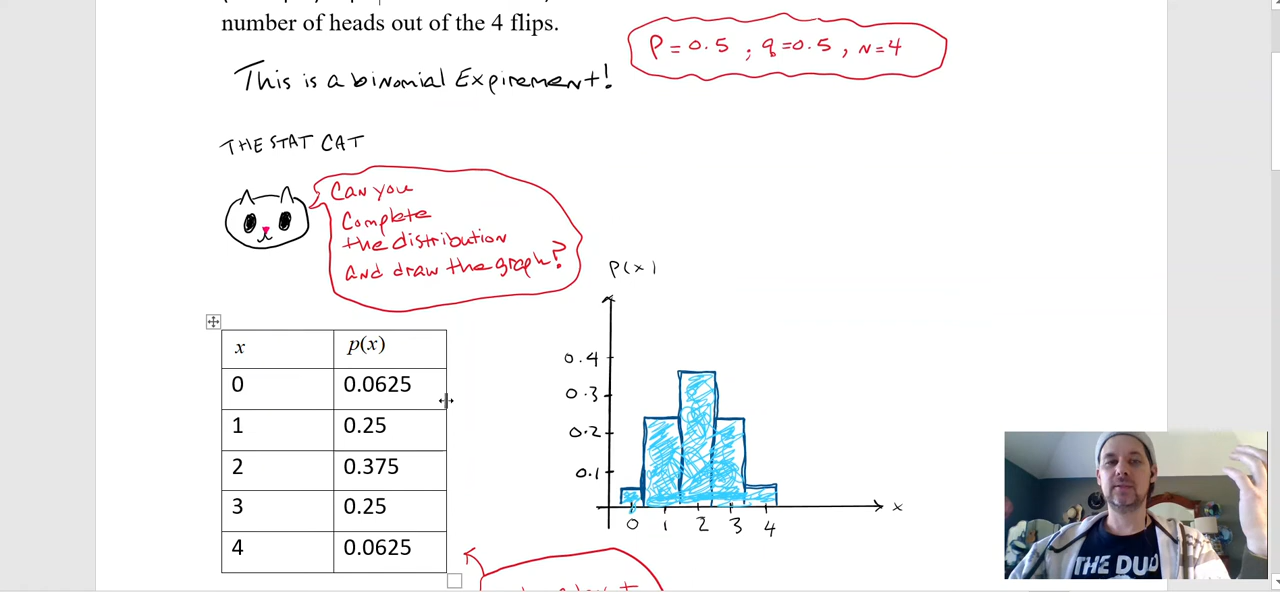 number of heads out of the 4 flips.
P = 0.5 , q = 0.5 , n = 4
This is a binomial Expirement!
THE STAT CAT
Can you
Complete
the distribution
and draw the graph?
P(x)
x p(x)
0 0.0625
1 0.25
2 0.375
3 0.25
4 0.0625
0.4
0.3
0.2
0.1
0 1 2 3 4
x
THE DUD